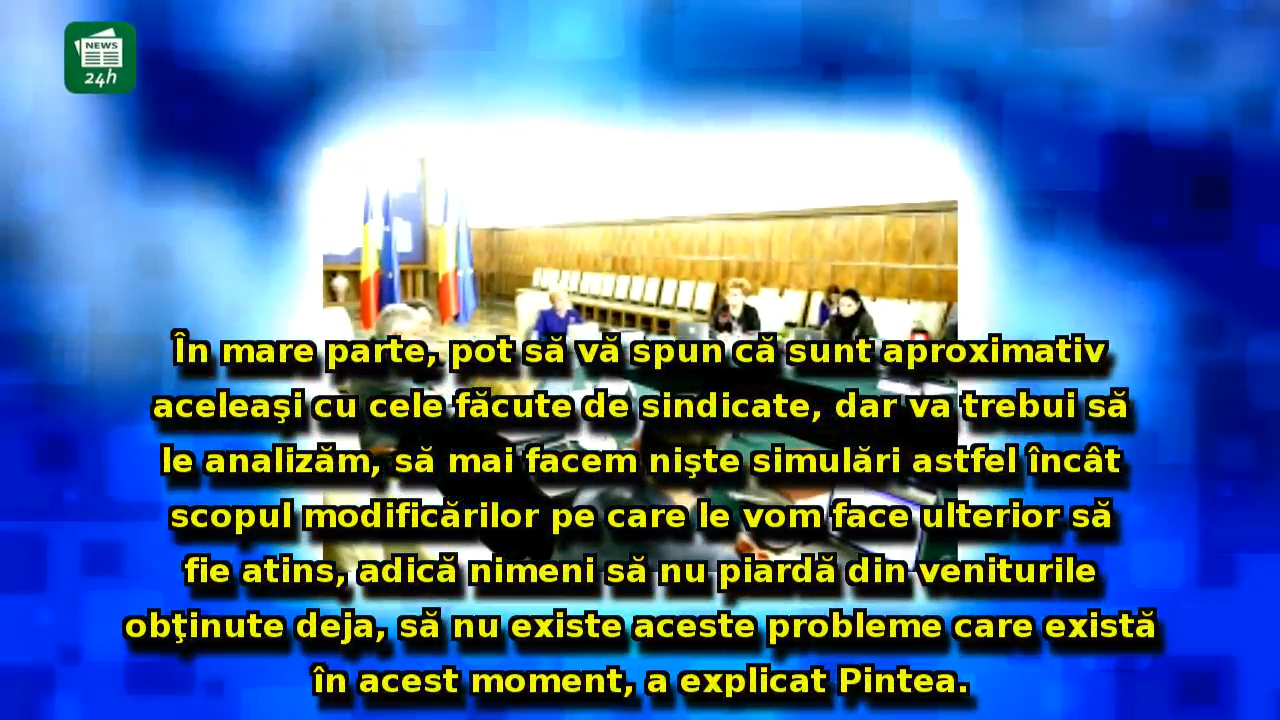 NEWS
24h
În mare parte, pot să vă spun că sunt aproximativ
aceleaşi cu cele făcute de sindicate, dar va trebui să
le analizăm, să mai facem nişte simulări astfel încât
scopul modificărilor pe care le vom face ulterior să
fie atins, adică nimeni să nu piardă din veniturile
obţinute deja, să nu existe aceste probleme care există
în acest moment, a explicat Pintea.